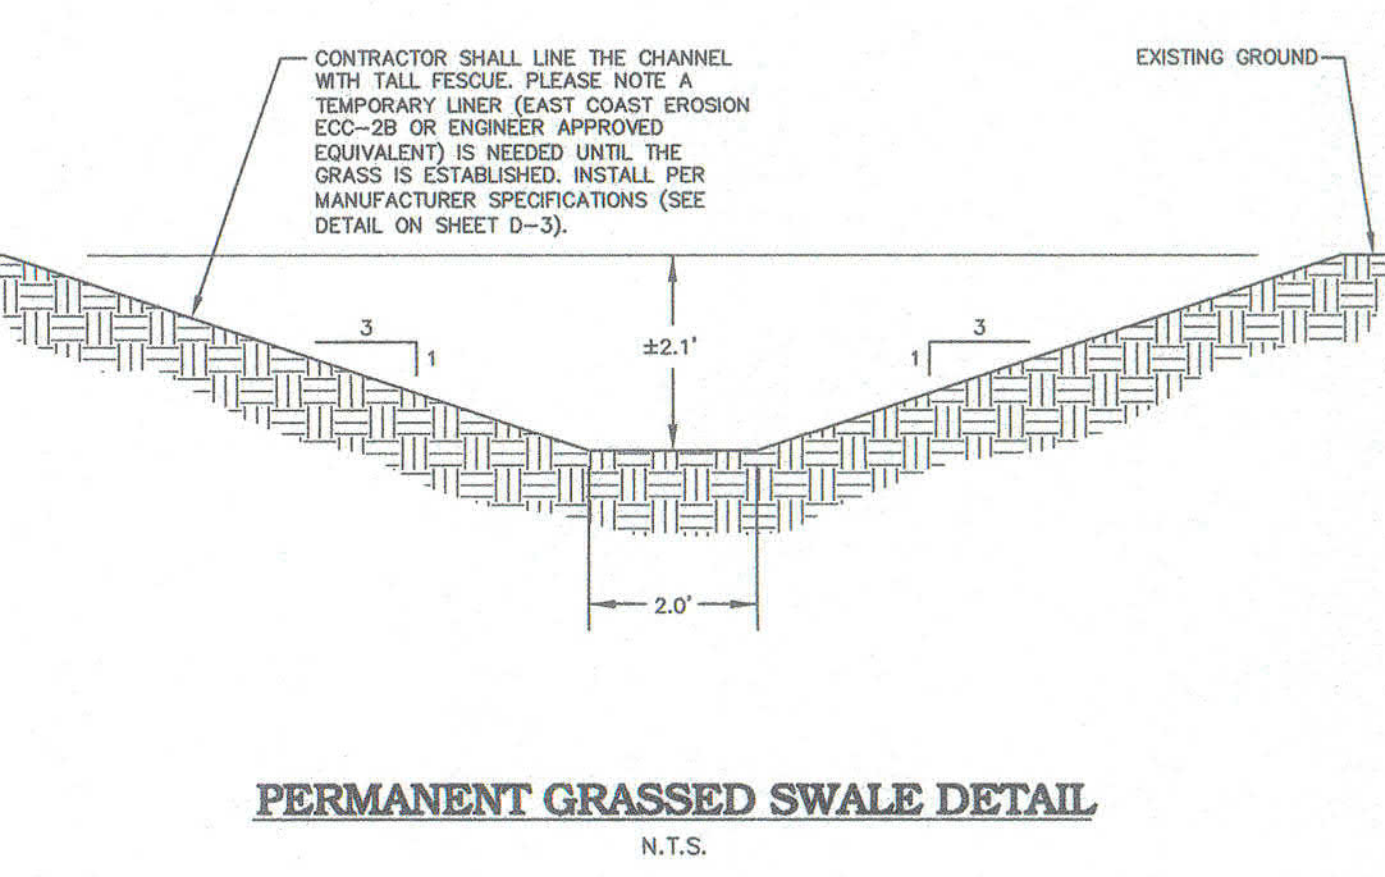 CONTRACTOR SHALL LINE THE CHANNEL
WITH TALL FESCUE. PLEASE NOTE A
TEMPORARY LINER (EAST COAST EROSION
ECC-2B OR ENGINEER APPROVED
EQUIVALENT) IS NEEDED UNTIL THE
GRASS IS ESTABLISHED. INSTALL PER
MANUFACTURER SPECIFICATIONS (SEE
DETAIL ON SHEET D-3).
EXISTING GROUND
3
1
±2.1'
3
1
2.0'
PERMANENT GRASSED SWALE DETAIL
N.T.S.